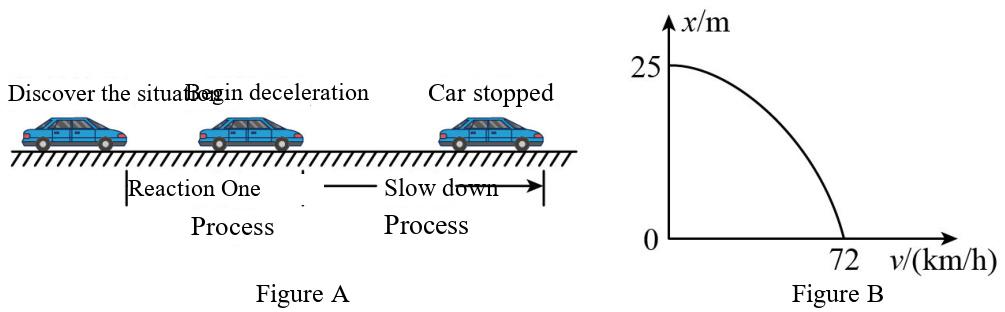 Discover the situation
Begin deceleration
Car stopped
Reaction One
Process
Slow down
Process
Figure A
x/m
25
0
72
v/(km/h)
Figure B